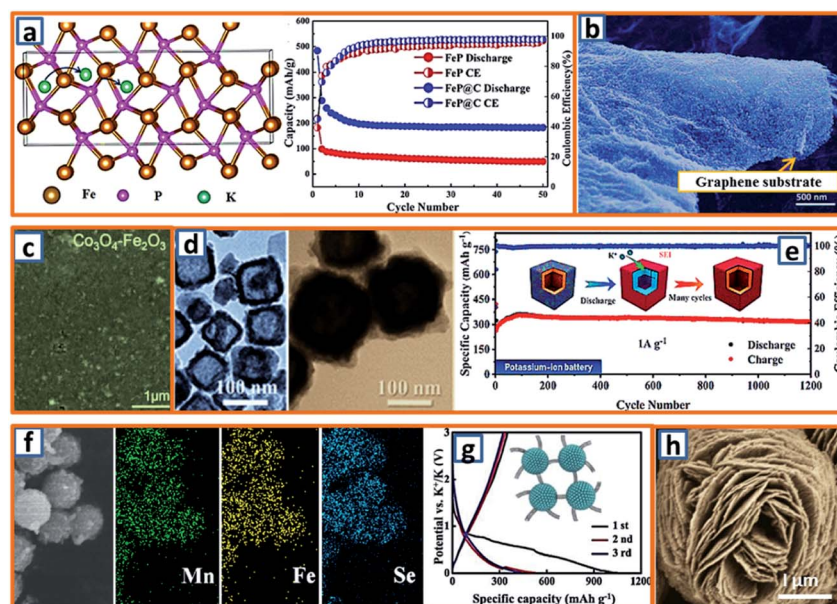 a
Fe
P
K
Capacity (mAh/g)
600
500
400
300
200
100
0
FeP Discharge
FeP CE
FeP@C Discharge
FeP@C CE
100
80
60
40
20
0
Coulombic Efficiency(%)
0 10 20 30 40 50
Cycle Number
b
Graphene substrate
500 nm
c
Co₃O₄-Fe₂O₃
1µm
d
100 nm
100 nm
e
Specific Capacity (mAh g⁻¹)
750
600
450
300
150
0
K⁺
SEI
Discharge
Many cycles
1A g⁻¹
Discharge
Charge
Potassium-ion battery
80
60
40
20
0
0 200 400 600 800 1000 1200
Cycle Number
f
Mn
Fe
Se
g
Potential vs. K⁺/K (V)
3
2
1
0
1 st
2 nd
3 rd
0 300 600 900 1200
Specific capacity (mAh g⁻¹)
h
1 µm